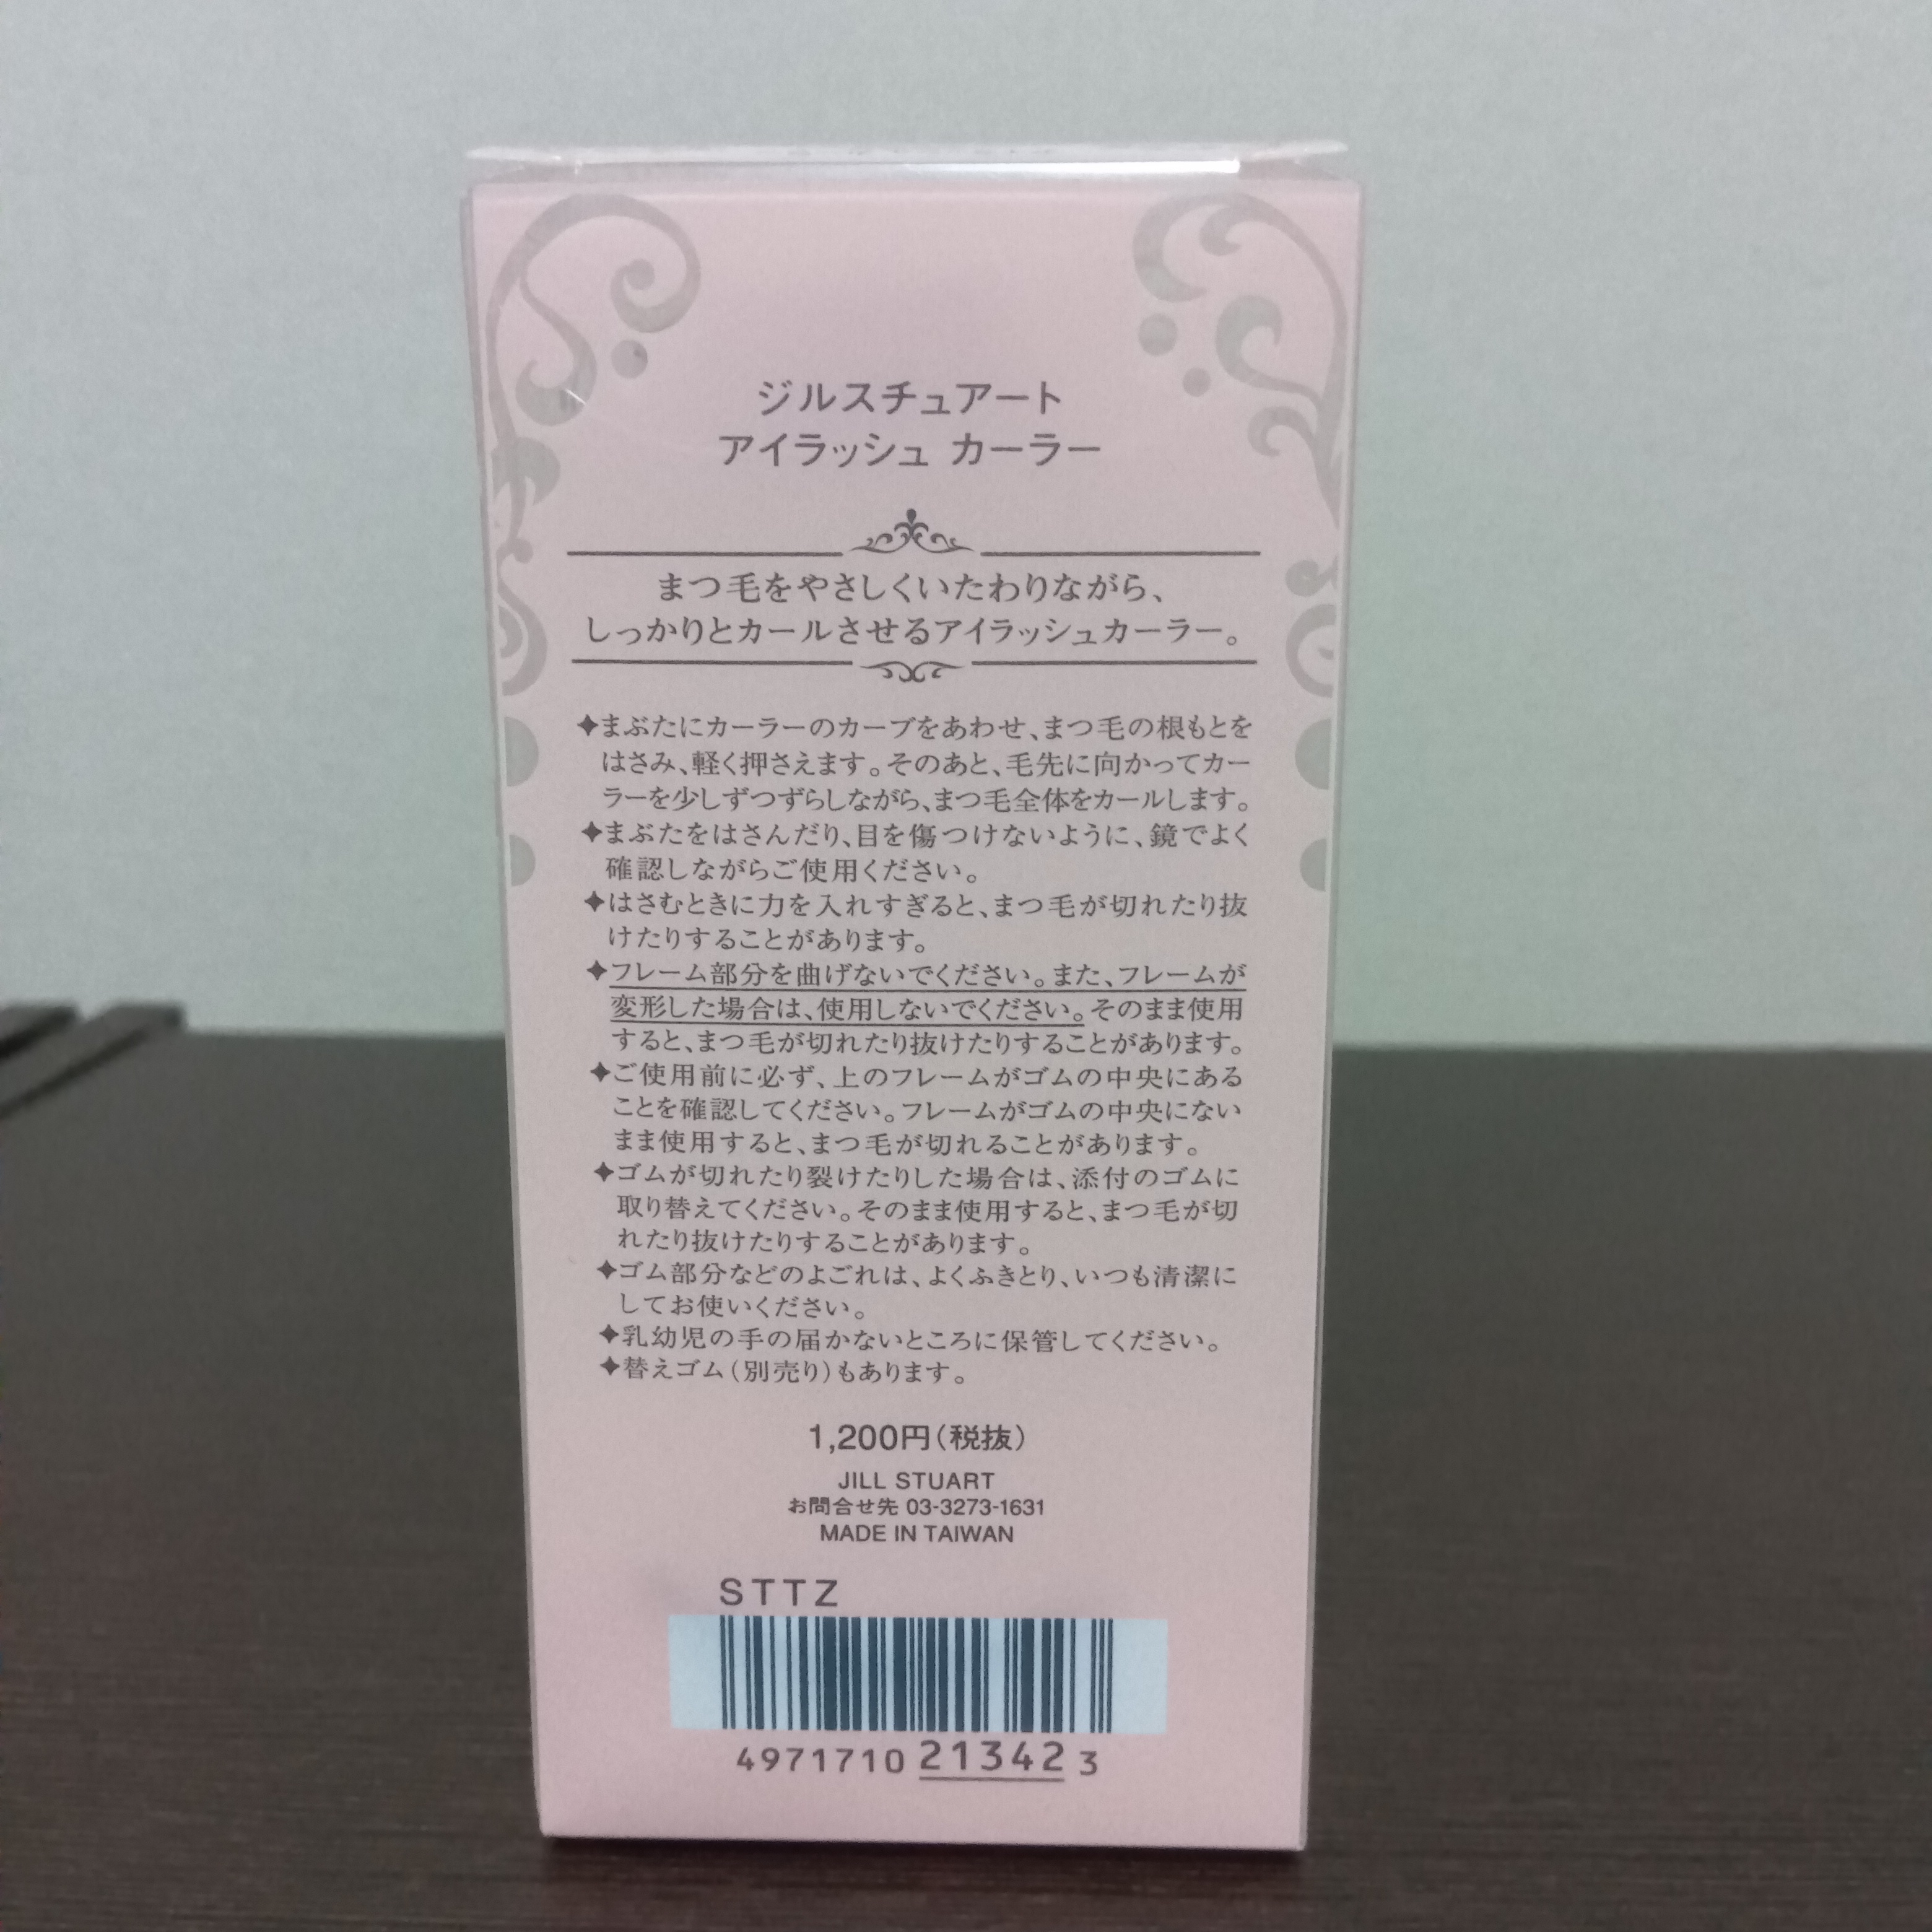 ジルスチュアート
アイラッシュ カーラー
まつ毛をやさしくいたわりながら、
しっかりとカールさせるアイラッシュカーラー。
✦まぶたにカーラーのカーブをあわせ、まつ毛の根もとを
はさみ、軽く押さえます。そのあと、毛先に向かってカー
ラーを少しずつずらしながら、まつ毛全体をカールします。
✦まぶたをはさんだり、目を傷つけないように、鏡でよく
確認しながらご使用ください。
✦はさむときに力を入れすぎると、まつ毛が切れたり抜
けたりすることがあります。
✦フレーム部分を曲げないでください。また、フレームが
変形した場合は、使用しないでください。そのまま使用
すると、まつ毛が切れたり抜けたりすることがあります。
✦ご使用前に必ず、上のフレームがゴムの中央にある
ことを確認してください。フレームがゴムの中央にない
まま使用すると、まつ毛が切れることがあります。
✦ゴムが切れたり裂けたりした場合は、添付のゴムに
取り替えてください。そのまま使用すると、まつ毛が切
れたり抜けたりすることがあります。
✦ゴム部分などのよごれは、よくふきとり、いつも清潔に
してお使いください。
✦乳幼児の手の届かないところに保管してください。
✦替えゴム(別売り)もあります。
1,200円(税抜)
JILL STUART
お問合せ先 03-3273-1631
MADE IN TAIWAN
STTZ
4971710 21342 3